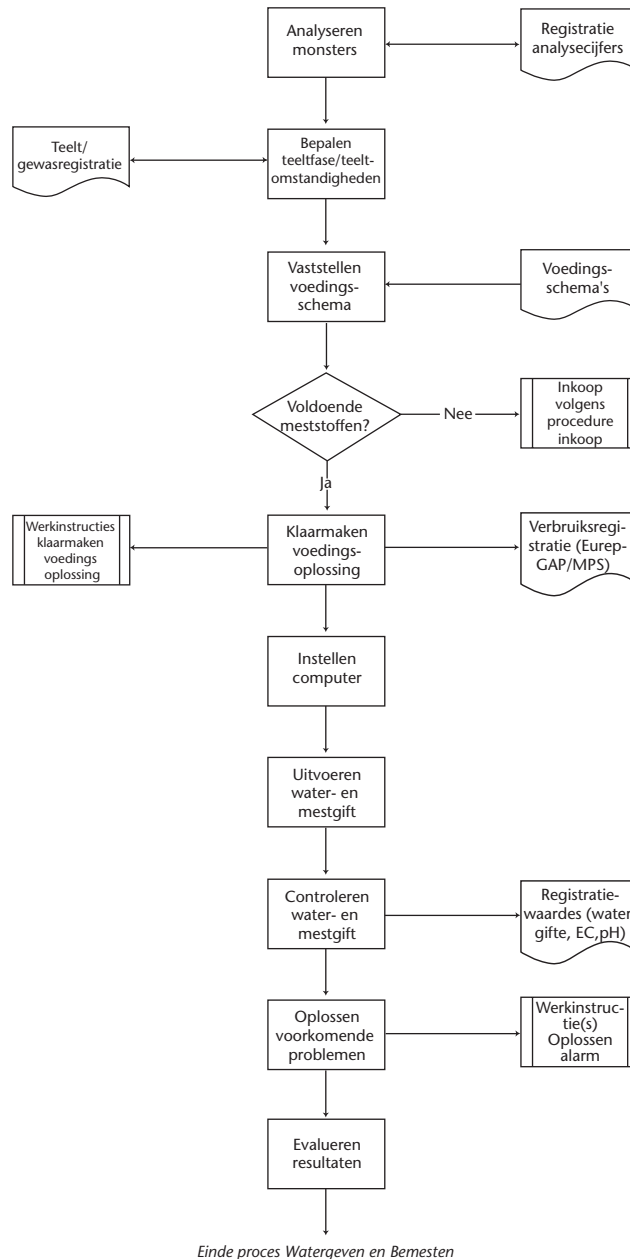 Analyseren
monsters
Registratie
analysecijfers
Teelt/
gewasregistratie
Bepalen
teeltfase/teelt-
omstandigheden
Vaststellen
voedings-
schema
Voedings-
schema's
Voldoende
meststoffen?
Nee
Inkoop
volgens
procedure
inkoop
Ja
Werkinstructies
klaarmaken
voedings
oplossing
Klaarmaken
voedings-
oplossing
Verbruiksregi-
stratie (Eurep-
GAP/MPS)
Instellen
computer
Uitvoeren
water- en
mestgift
Controleren
water- en
mestgift
Registratie-
waardes (water
gifte, EC,pH)
Oplossen
voorkomende
problemen
Werkinstruc-
tie(s)
Oplossen
alarm
Evalueren
resultaten
Einde proces Watergeven en Bemesten